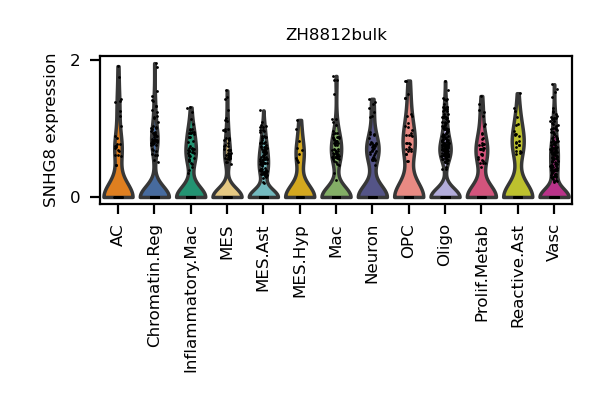 ZH8812bulk
SNHG8 expression
2
0
AC
Chromatin.Reg
Inflammatory.Mac
MES
MES.Ast
MES.Hyp
Mac
Neuron
OPC
Oligo
Prolif.Metab
Reactive.Ast
Vasc